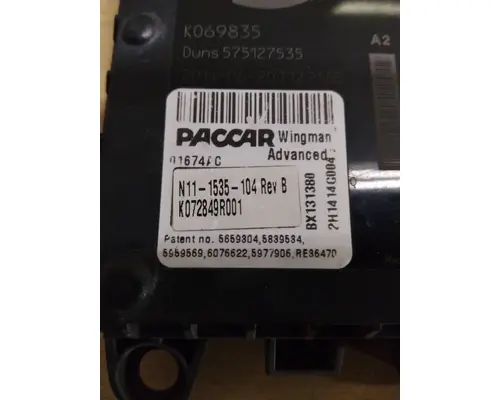 K069835
A2
Duns 575127535
PACCAR Wingman
Advanced
01674AG
N11-1535-104 Rev B
K072849R001
BX131380
Patent no. 5659304,5839534,
5959569,6076622,5977906,RE36470